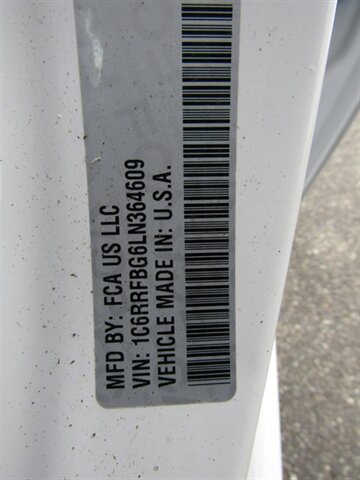 MFD BY: FCA US LLC
VIN: 1C6RRFBG6LN364609
VEHICLE MADE IN: U.S.A.